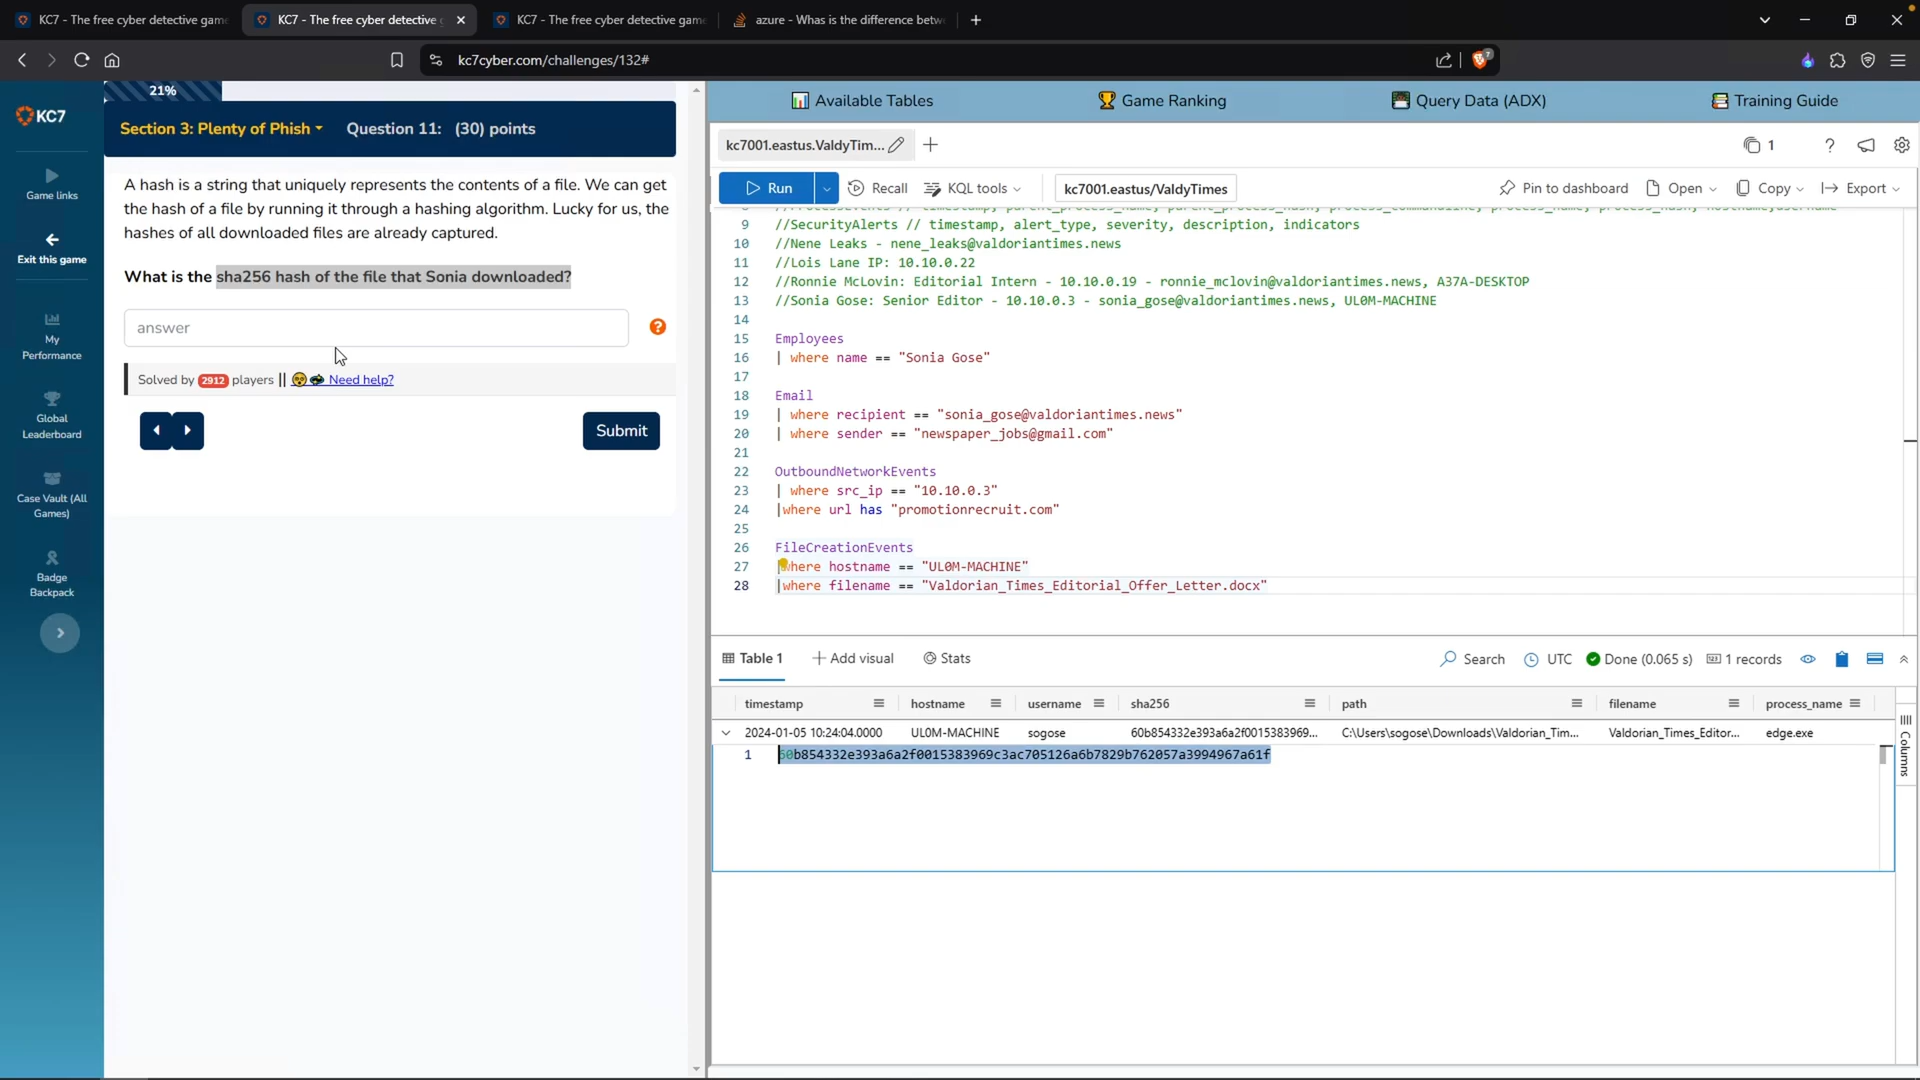 KC7 - The free cyber detective game
KC7 - The free cyber detective g
KC7 - The free cyber detective game
azure - Whas is the difference betw
kc7cyber.com/challenges/132#
7
KC7
Game links
Exit this game
My
Performance
Global
Leaderboard
Case Vault (All
Games)
Badge
Backpack
21%
Section 3: Plenty of Phish
Question 11: (30) points
A hash is a string that uniquely represents the contents of a file. We can get
the hash of a file by running it through a hashing algorithm. Lucky for us, the
hashes of all downloaded files are already captured.
What is the sha256 hash of the file that Sonia downloaded?
answer
Solved by 2912 players || Need help?
Submit
Available Tables
Game Ranking
Query Data (ADX)
Training Guide
kc7001.eastus.ValdyTim...
1
Run
Recall
KQL tools
kc7001.eastus/ValdyTimes
Pin to dashboard
Open
Copy
Export
9 //SecurityAlerts // timestamp, alert_type, severity, description, indicators
10 //Nene Leaks - nene_leaks@valdoriantimes.news
11 //Lois Lane IP: 10.10.0.22
12 //Ronnie McLovin: Editorial Intern - 10.10.0.19 - ronnie_mclovin@valdoriantimes.news, A37A-DESKTOP
13 //Sonia Gose: Senior Editor - 10.10.0.3 - sonia_gose@valdoriantimes.news, UL0M-MACHINE
14
15 Employees
16 | where name == "Sonia Gose"
17
18 Email
19 | where recipient == "sonia_gose@valdoriantimes.news"
20 | where sender == "newspaper_jobs@gmail.com"
21
22 OutboundNetworkEvents
23 | where src_ip == "10.10.0.3"
24 |where url has "promotionrecruit.com"
25
26 FileCreationEvents
27 |where hostname == "UL0M-MACHINE"
28 |where filename == "Valdorian_Times_Editorial_Offer_Letter.docx"
Table 1
Add visual
Stats
Search
UTC
Done (0.065 s)
1 records
timestamp hostname username sha256 path filename process_name
2024-01-05 10:24:04.0000 UL0M-MACHINE sogose 60b854332e393a6a2f0015383969... C:\Users\sogose\Downloads\Valdorian_Tim... Valdorian_Times_Editor... edge.exe
1 60b854332e393a6a2f0015383969c3ac705126a6b7829b762057a3994967a61f
Columns